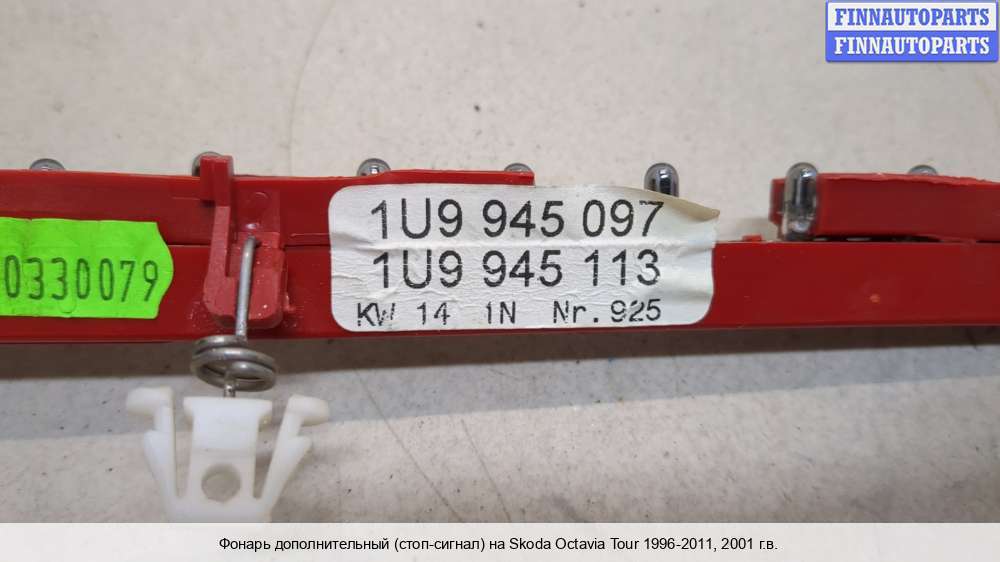 FINNAUTOPARTS
FINNAUTOPARTS
1U9 945 097
1U9 945 113
KW 14 1N Nr. 925
0330079
Фонарь дополнительный (стоп-сигнал) на Skoda Octavia Tour 1996-2011, 2001 г.в.